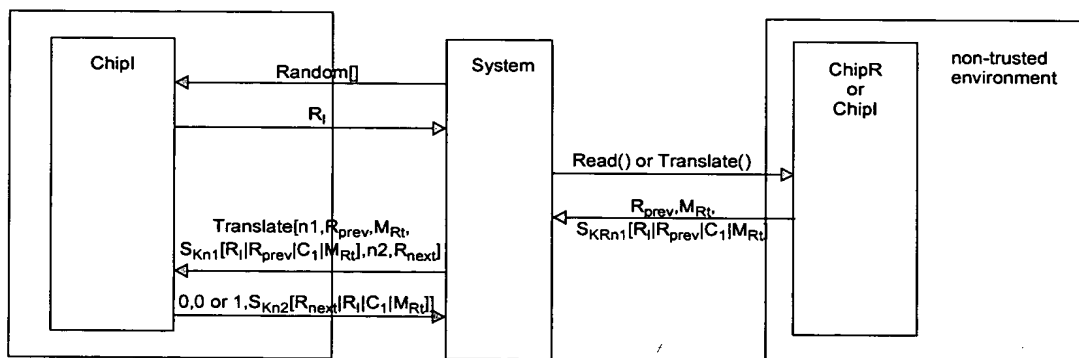 ChipI
System
ChipR
or
ChipI
non-trusted
environment
Random[]
R_I
Read() or Translate()
R_prev,M_Rt,
S_KRn1[R_I|R_prev|C_1|M_Rt]
Translate[n1,R_prev,M_Rt,
S_Kn1[R_I|R_prev|C_1|M_Rt],n2,R_next]
0,0 or 1,S_Kn2[R_next|R_I|C_1|M_Rt]]